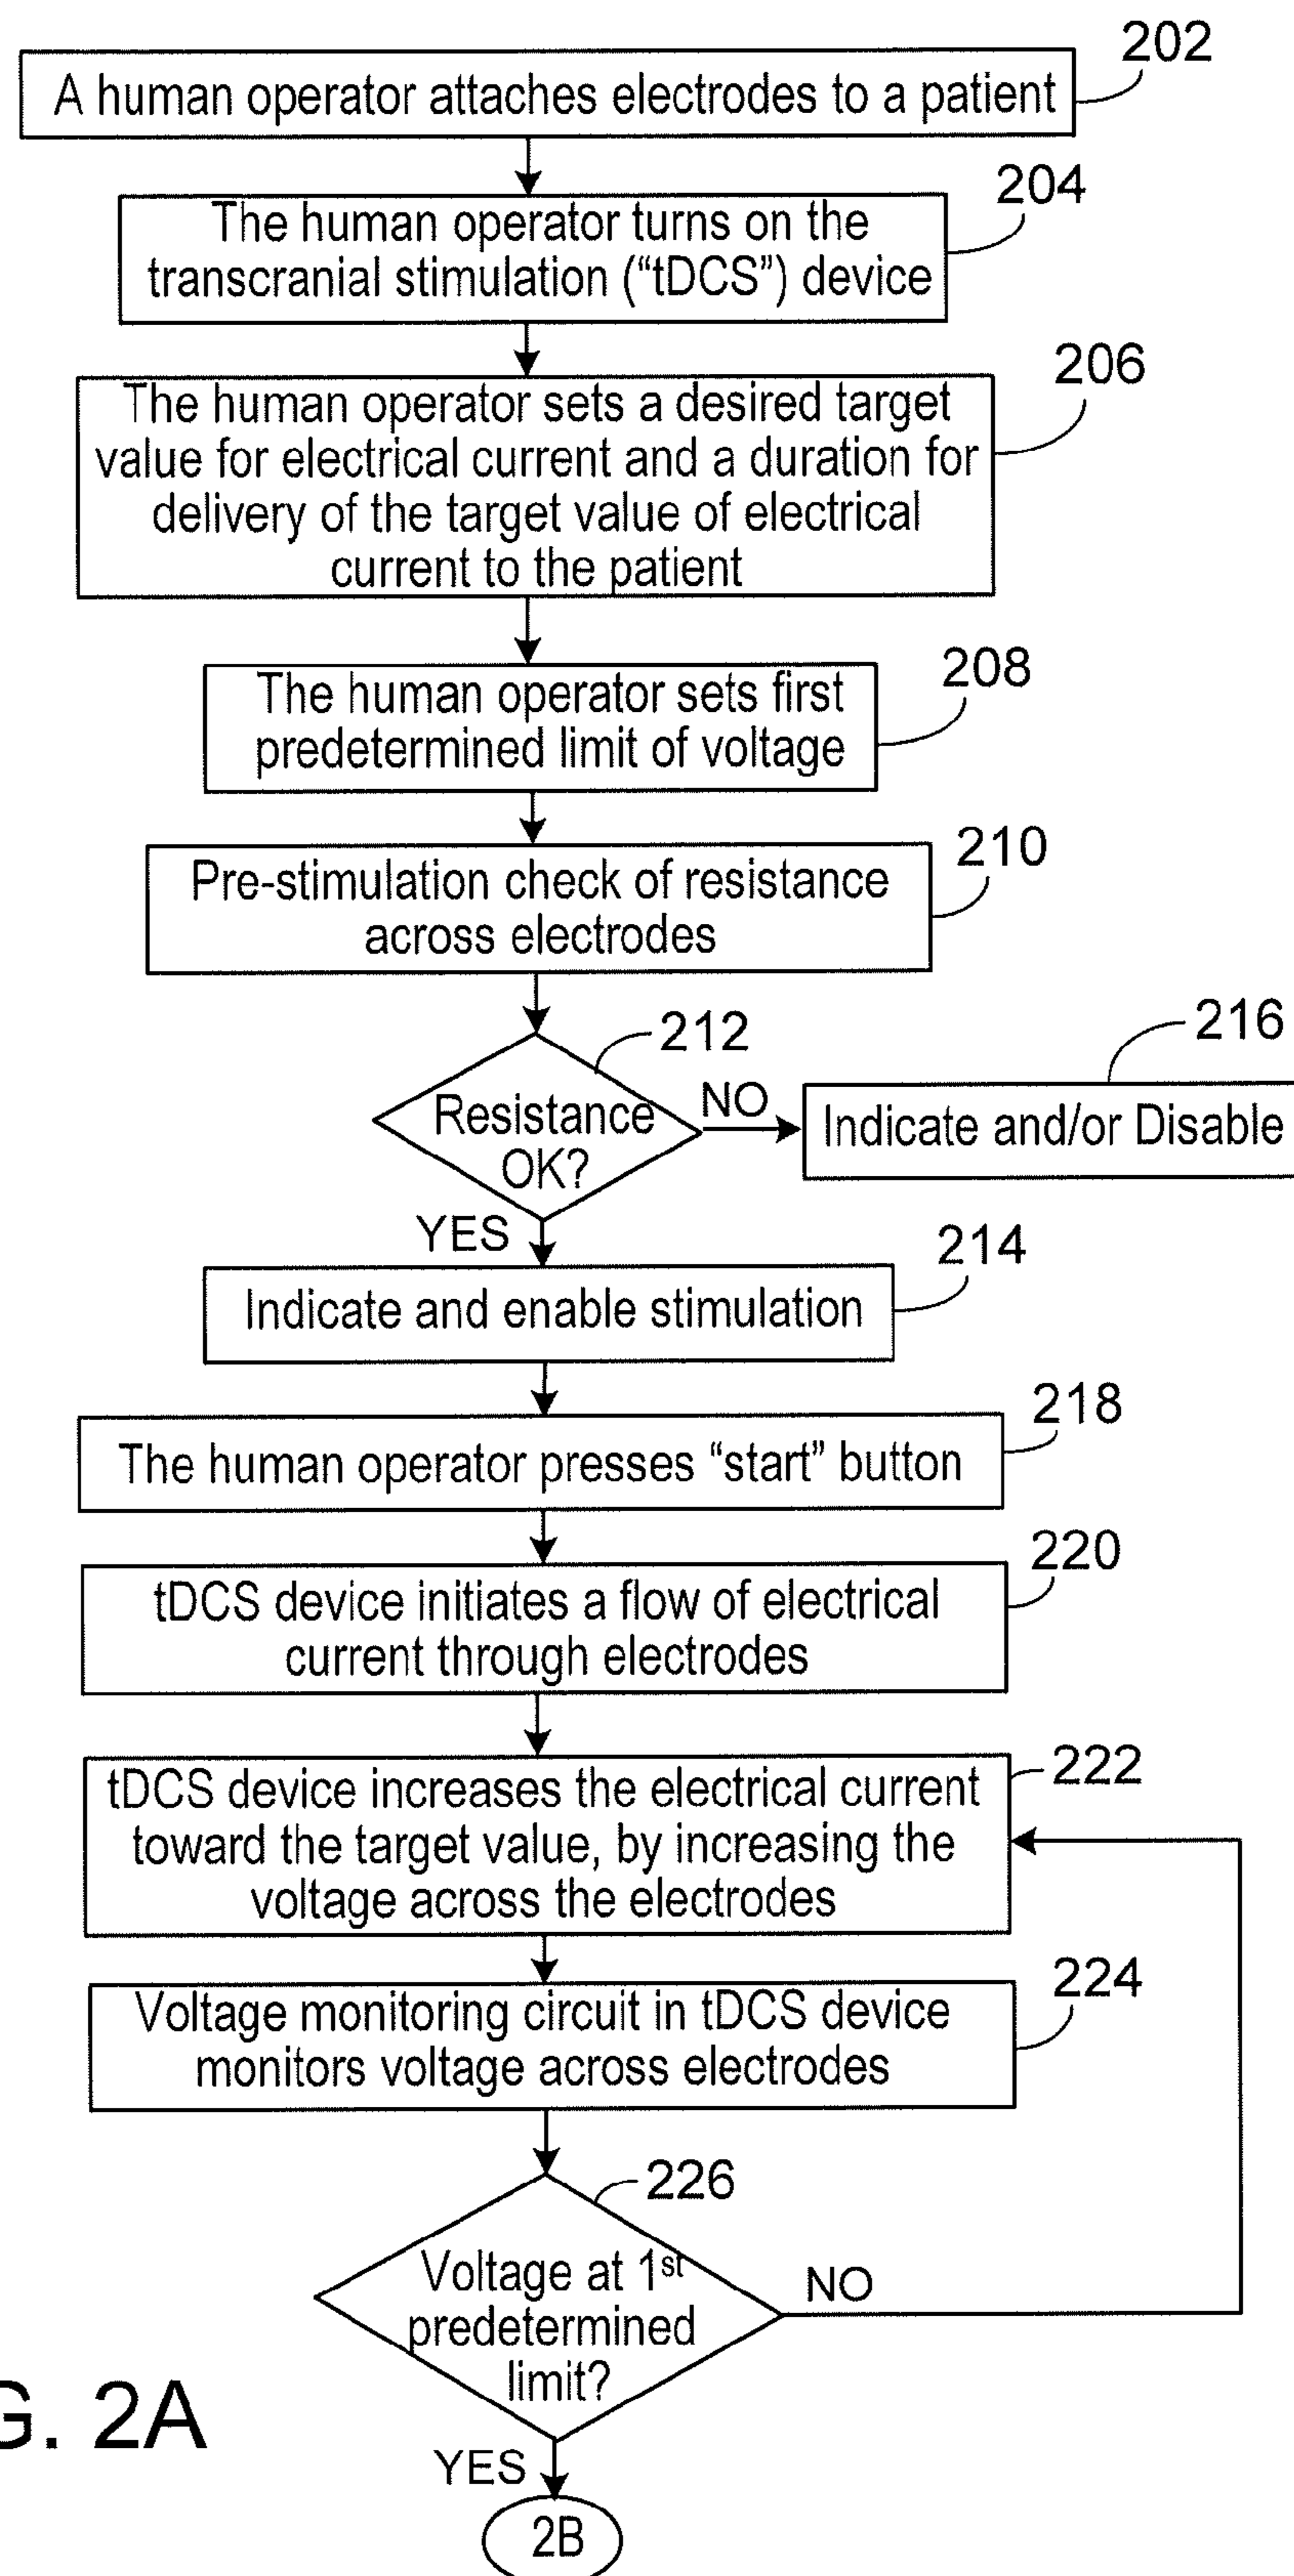 202
A human operator attaches electrodes to a patient
204
The human operator turns on the
transcranial stimulation (“tDCS”) device
206
The human operator sets a desired target
value for electrical current and a duration for
delivery of the target value of electrical
current to the patient
208
The human operator sets first
predetermined limit of voltage
210
Pre-stimulation check of resistance
across electrodes
212
216
Resistance
OK?
NO
Indicate and/or Disable
YES
214
Indicate and enable stimulation
218
The human operator presses “start” button
220
tDCS device initiates a flow of electrical
current through electrodes
222
tDCS device increases the electrical current
toward the target value, by increasing the
voltage across the electrodes
224
Voltage monitoring circuit in tDCS device
monitors voltage across electrodes
226
Voltage at 1st
predetermined
limit?
NO
G. 2A
YES
2B